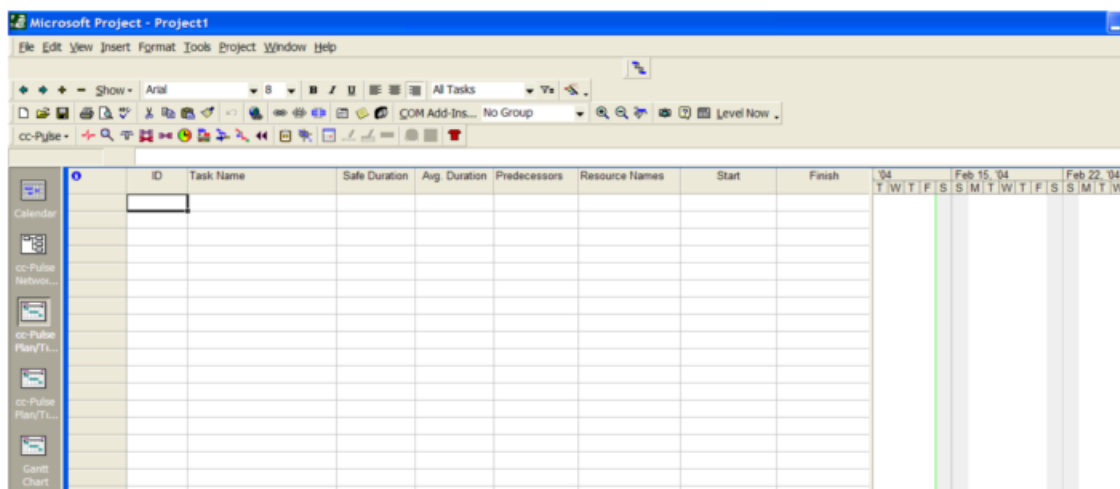 Microsoft Project - Project1
File Edit View Insert Format Tools Project Window Help
Show Arial 8 B I U All Tasks
COM Add-Ins... No Group Level Now
cc-Pulse
ID Task Name Safe Duration Avg. Duration Predecessors Resource Names Start Finish '04 Feb 15, '04 Feb 22, '04
T W T F S S M T W T F S S M T W
Calendar
cc-Pulse
Networ...
cc-Pulse
Plan/Tr...
cc-Pulse
Plan/Tr...
Gantt
Chart